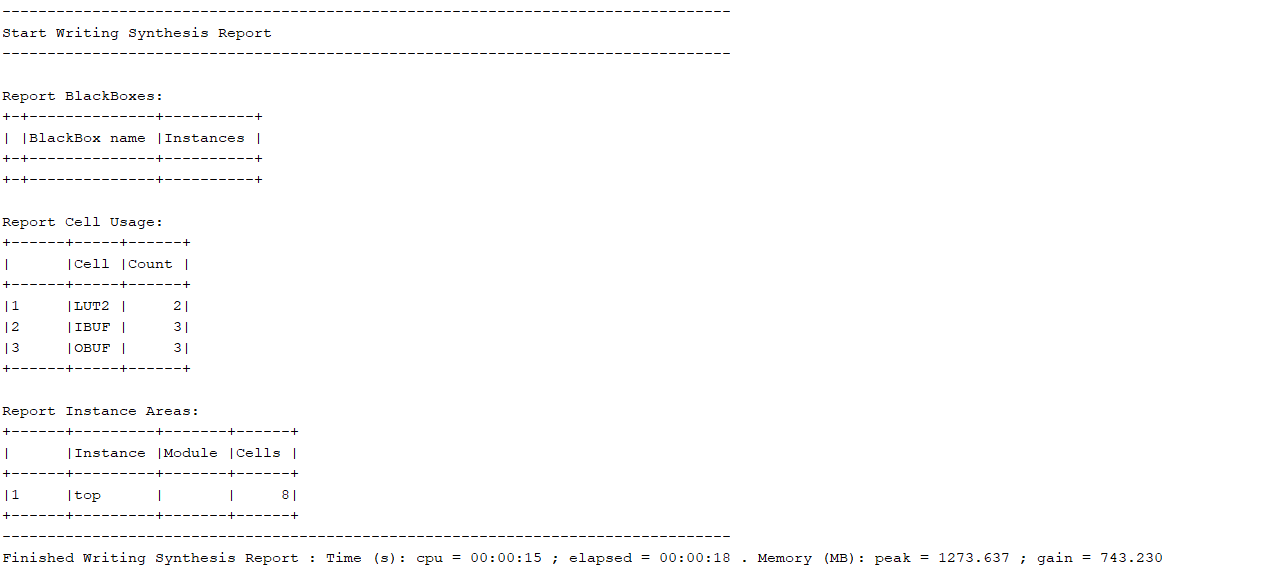 ---------------------------------------------------------------------------------
Start Writing Synthesis Report
---------------------------------------------------------------------------------

Report BlackBoxes:
+-+--------------+----------+
| |BlackBox name |Instances |
+-+--------------+----------+
+-+--------------+----------+

Report Cell Usage:
+------+-----+------+
|      |Cell |Count |
+------+-----+------+
|1     |LUT2 |     2|
|2     |IBUF |     3|
|3     |OBUF |     3|
+------+-----+------+

Report Instance Areas:
+------+---------+-------+------+
|      |Instance |Module |Cells |
+------+---------+-------+------+
|1     |top      |       |     8|
+------+---------+-------+------+
---------------------------------------------------------------------------------
Finished Writing Synthesis Report : Time (s): cpu = 00:00:15 ; elapsed = 00:00:18 . Memory (MB): peak = 1273.637 ; gain = 743.230